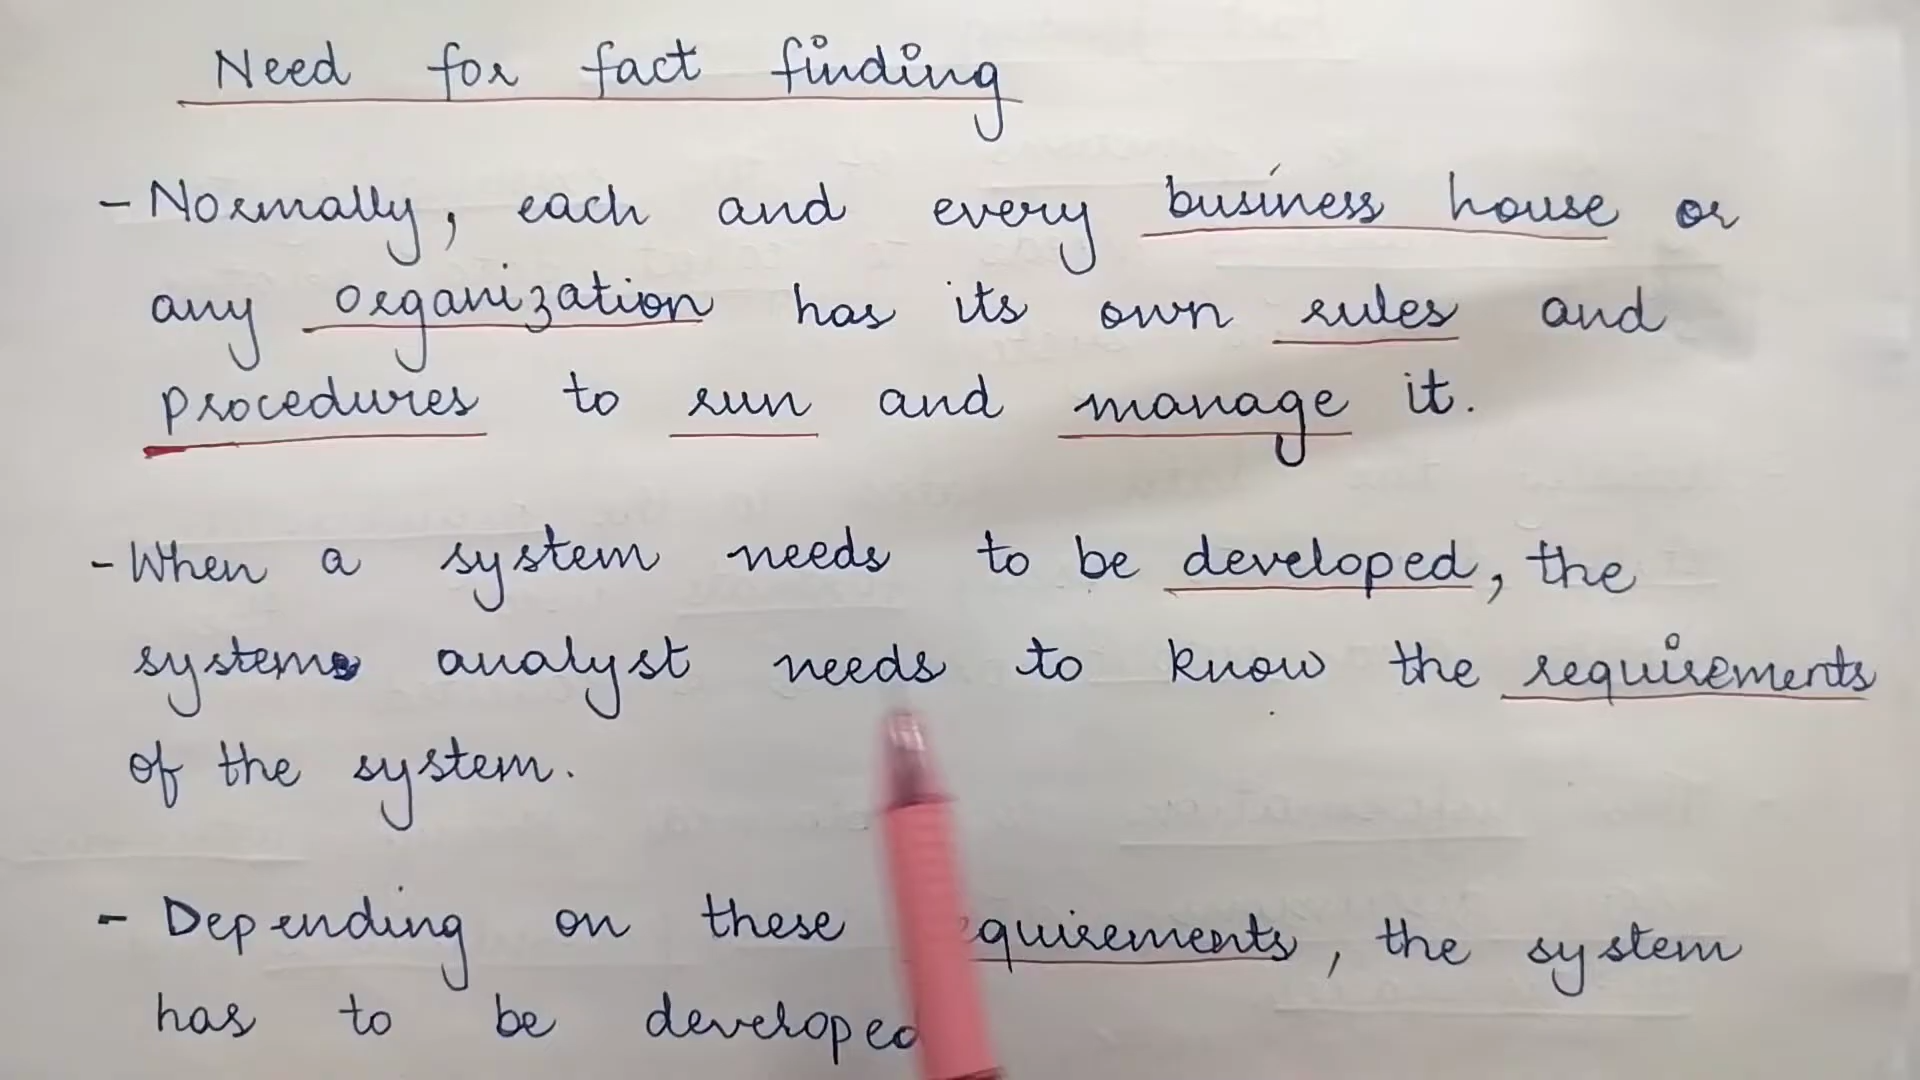 Need for fact finding
- Normally, each and every business house or
any organization has its own rules and
procedures to run and manage it.
- When a system needs to be developed, the
systems analyst needs to know the requirements
of the system.
- Depending on these requirements, the system
has to be developed